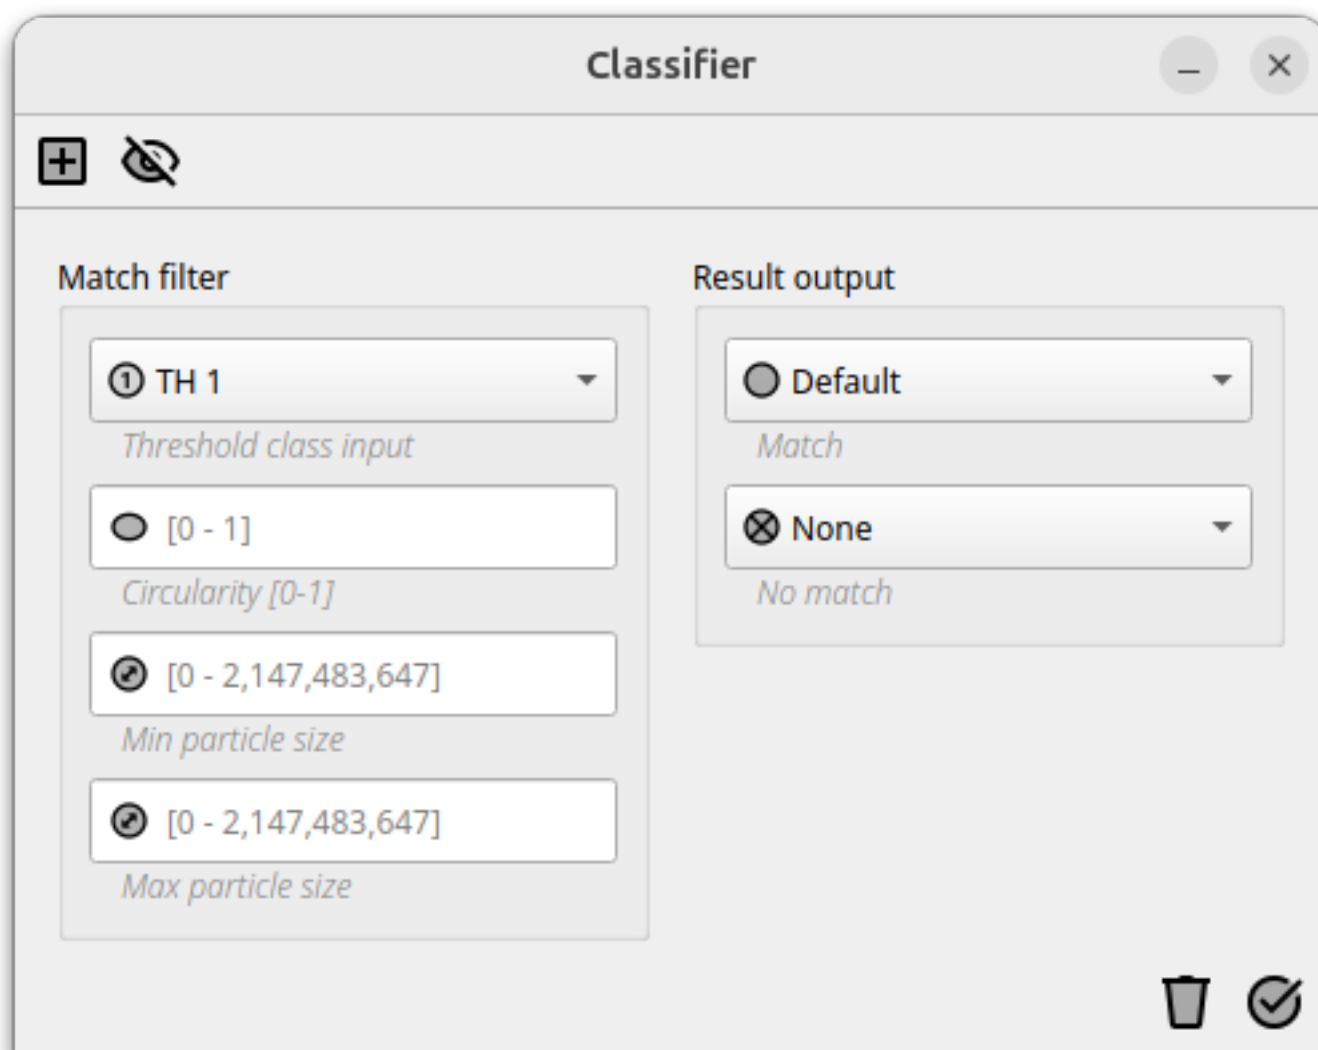 Classifier
Match filter
TH 1
Threshold class input
[0 - 1]
Circularity [0-1]
[0 - 2,147,483,647]
Min particle size
[0 - 2,147,483,647]
Max particle size
Result output
Default
Match
None
No match